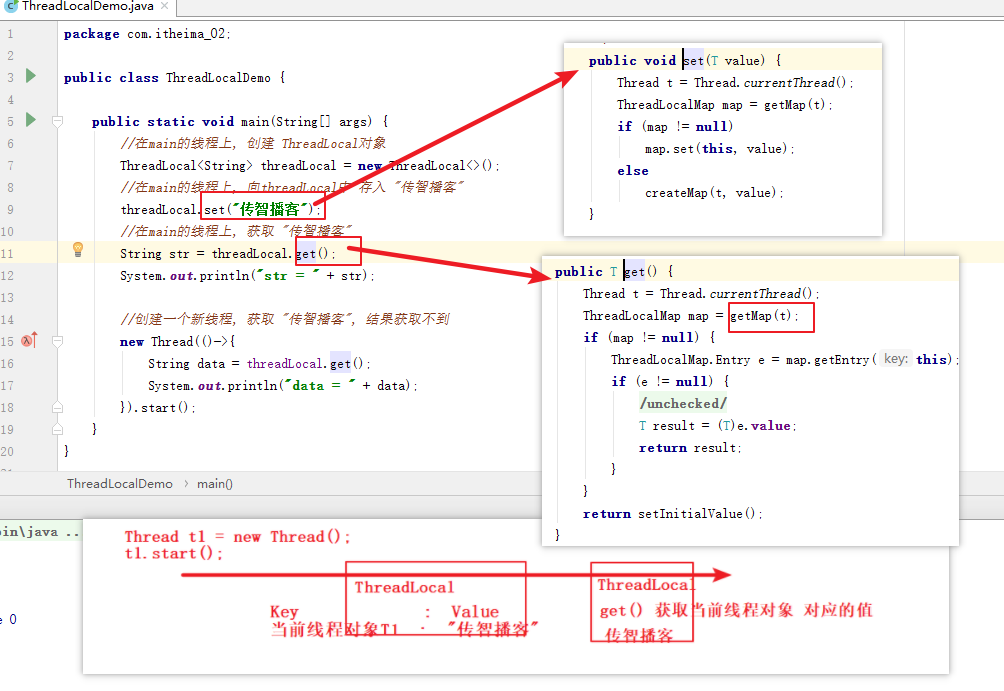 ThreadLocalDemo.java
1 package com.itheima_02;
2
3 public class ThreadLocalDemo {
4
5 public static void main(String[] args) {
6 //在main的线程上, 创建 ThreadLocal对象
7 ThreadLocal<String> threadLocal = new ThreadLocal<>();
8 //在main的线程上, 向threadLocal中 存入 "传智播客"
9 threadLocal.set("传智播客");
10 //在main的线程上, 获取 "传智播客"
11 String str = threadLocal.get();
12 System.out.println("str = " + str);
13
14 //创建一个新线程, 获取 "传智播客", 结果获取不到
15 new Thread(()->{
16 String data = threadLocal.get();
17 System.out.println("data = " + data);
18 }).start();
19 }
20 }
ThreadLocalDemo › main()
public void set(T value) {
Thread t = Thread.currentThread();
ThreadLocalMap map = getMap(t);
if (map != null)
map.set(this, value);
else
createMap(t, value);
}
public T get() {
Thread t = Thread.currentThread();
ThreadLocalMap map = getMap(t);
if (map != null) {
ThreadLocalMap.Entry e = map.getEntry( key: this);
if (e != null) {
/unchecked/
T result = (T)e.value;
return result;
}
}
return setInitialValue();
}
bin\java ..
e 0
Thread t1 = new Thread();
t1.start();
ThreadLocal
Key : Value
当前线程对象T1 : "传智播客"
ThreadLocal
get() 获取当前线程对象 对应的值
传智播客